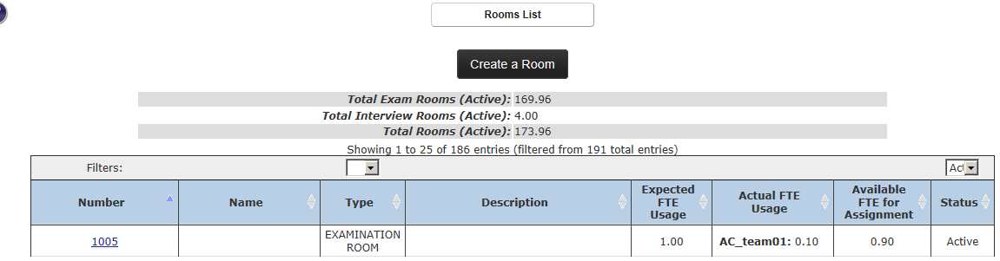 Rooms List
Create a Room
Total Exam Rooms (Active): 169.96
Total Interview Rooms (Active): 4.00
Total Rooms (Active): 173.96
Showing 1 to 25 of 186 entries (filtered from 191 total entries)
Filters: Act
Number Name Type Description Expected FTE Usage Actual FTE Usage Available FTE for Assignment Status
1005 EXAMINATION ROOM 1.00 AC_team01: 0.10 0.90 Active